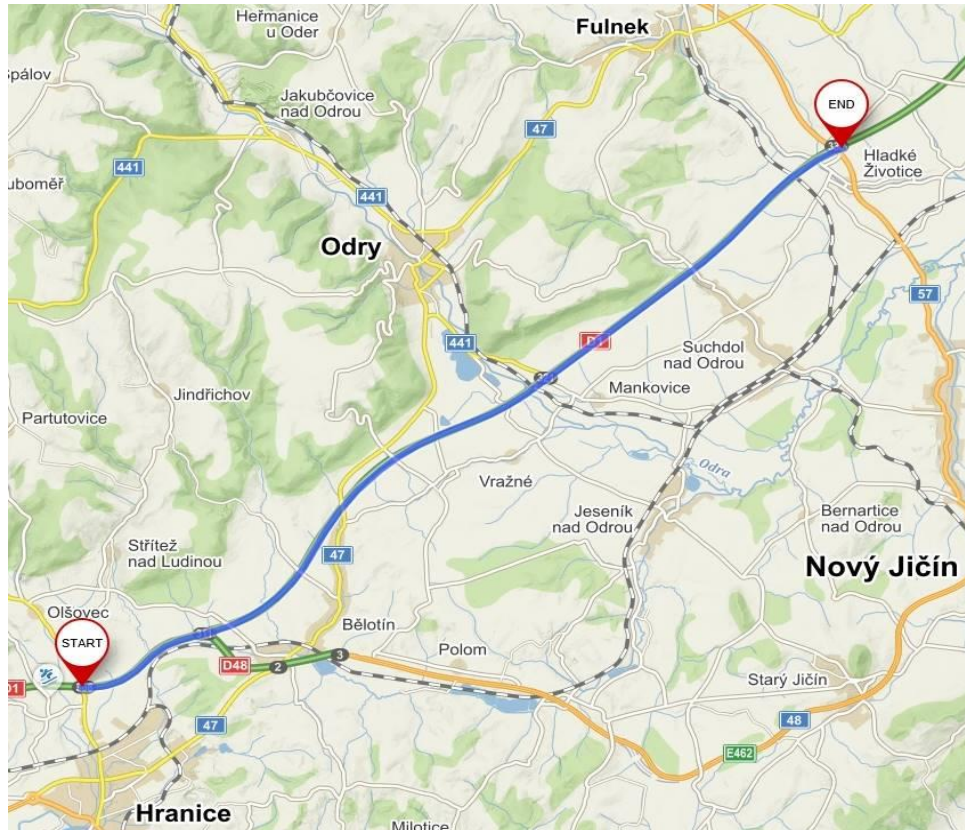 Heřmanice
u Oder
Fulnek
Spálov
END
Jakubčovice
nad Odrou
47
441
Hladké
Životice
441
Odry
57
441
D1
Suchdol
nad Odrou
Mankovice
Jindřichov
Partutovice
Odra
Vražné
Jeseník
nad Odrou
Bernartice
nad Odrou
Střítež
nad Ludinou
47
Nový Jičín
Olšovec
START
Bělotín
Polom
D48
2
3
Starý Jičín
D1
47
48
E462
Hranice
Milotice